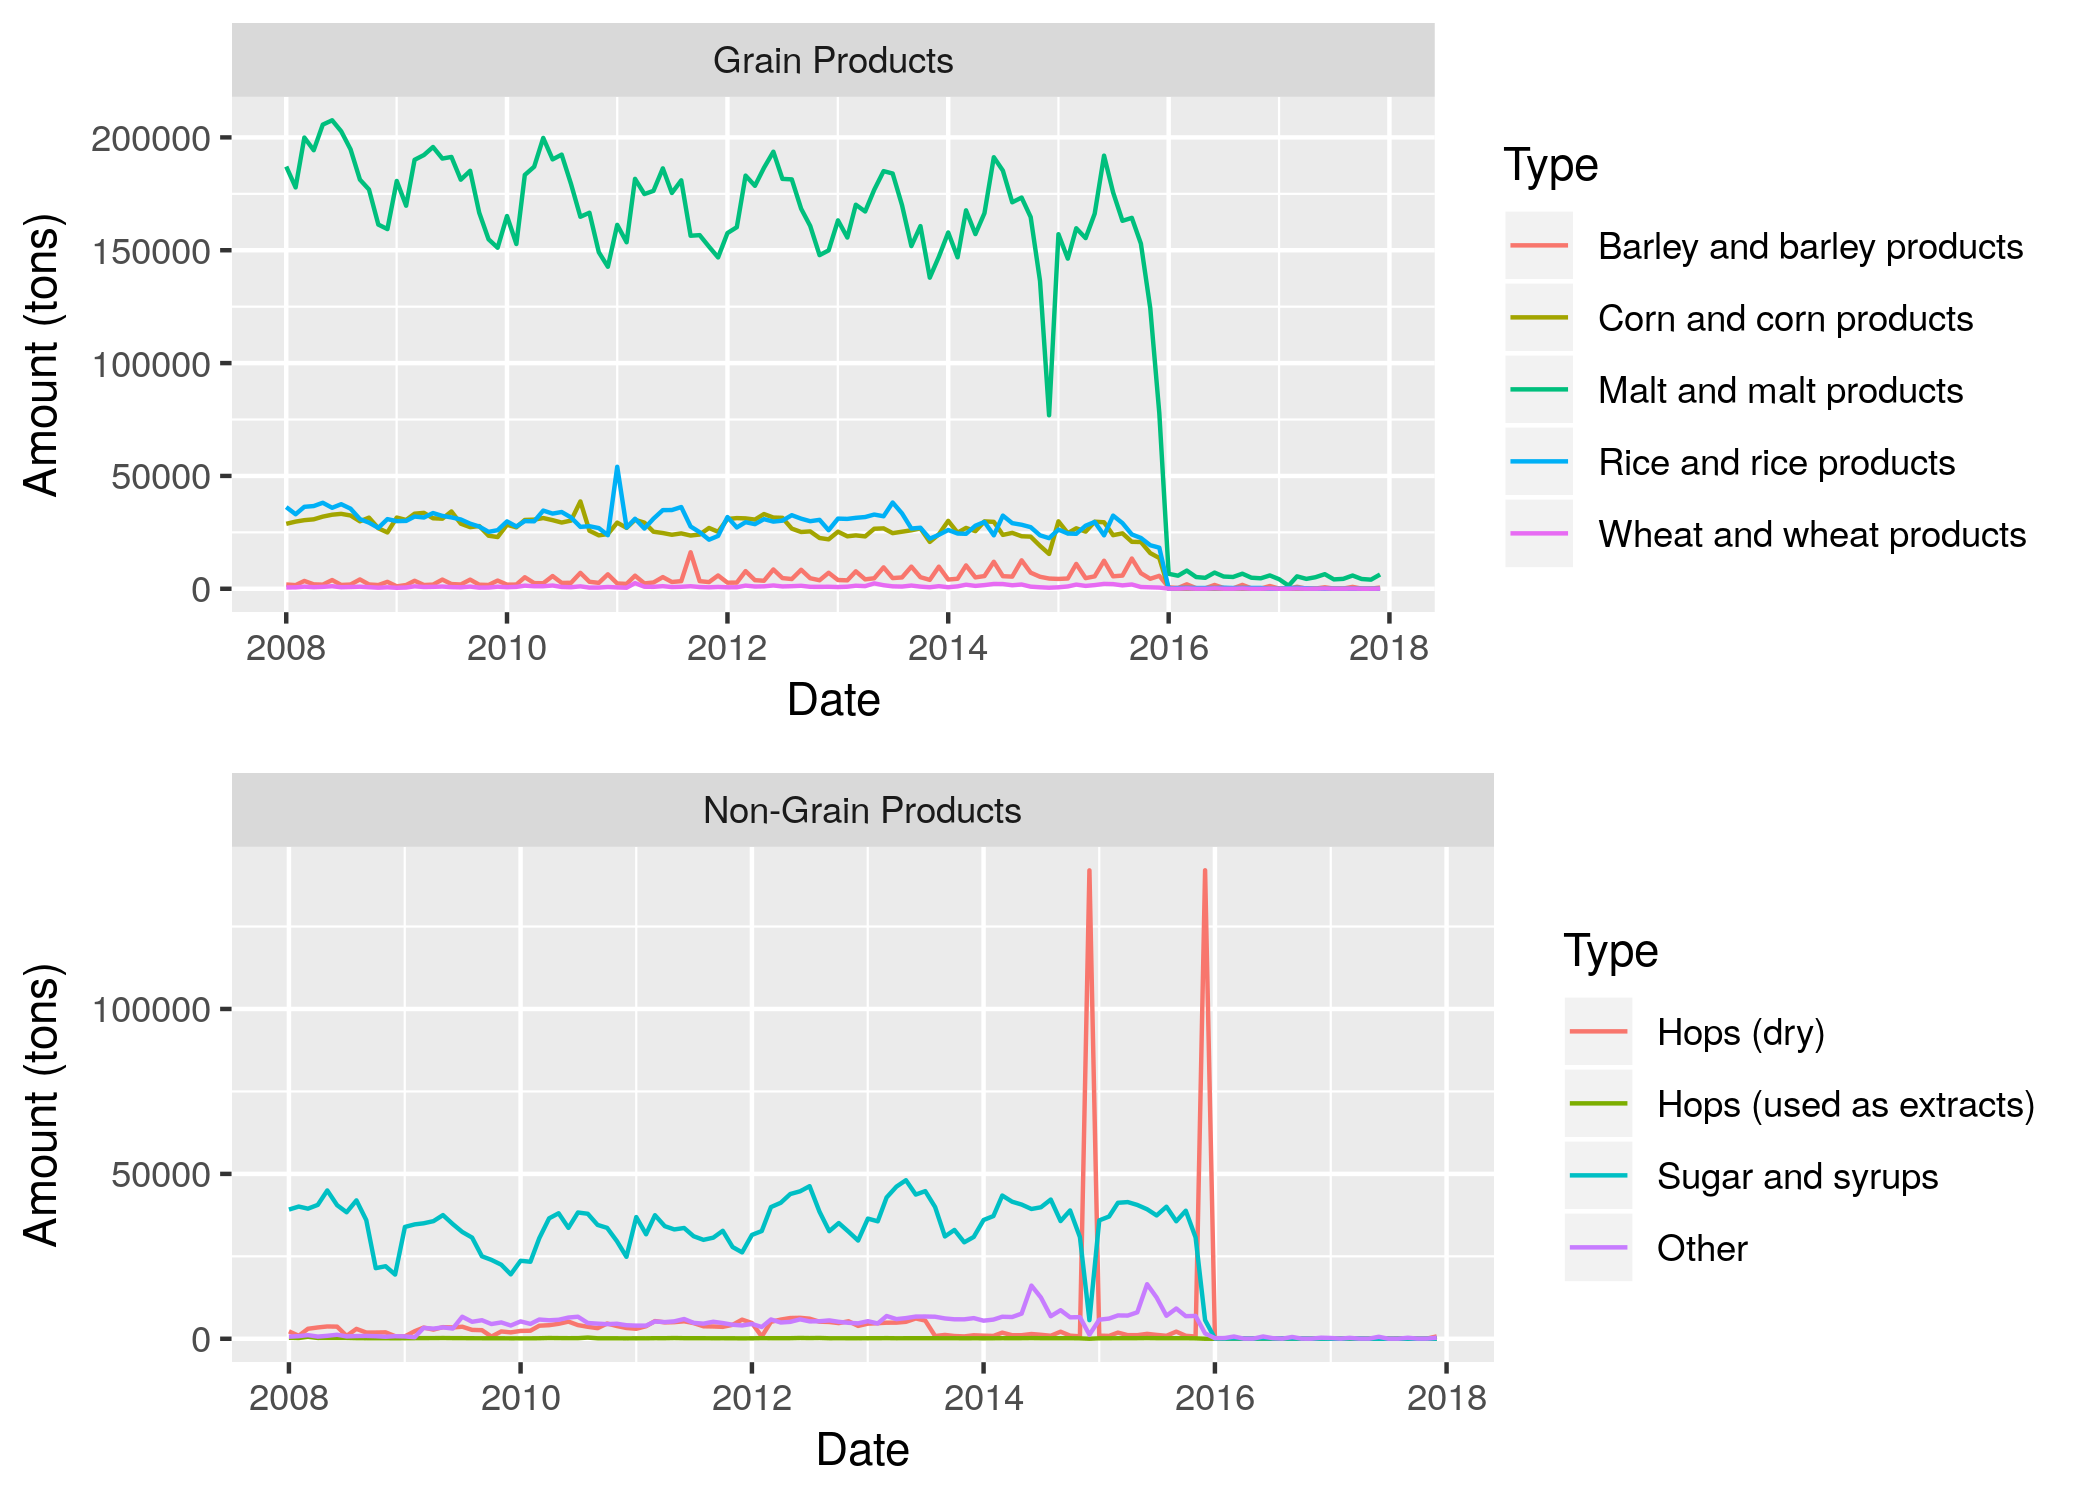 Grain Products
200000
150000
100000
50000
0
Amount (tons)
2008 2010 2012 2014 2016 2018
Date
Type
Barley and barley products
Corn and corn products
Malt and malt products
Rice and rice products
Wheat and wheat products
Non-Grain Products
100000
50000
0
Amount (tons)
2008 2010 2012 2014 2016 2018
Date
Type
Hops (dry)
Hops (used as extracts)
Sugar and syrups
Other